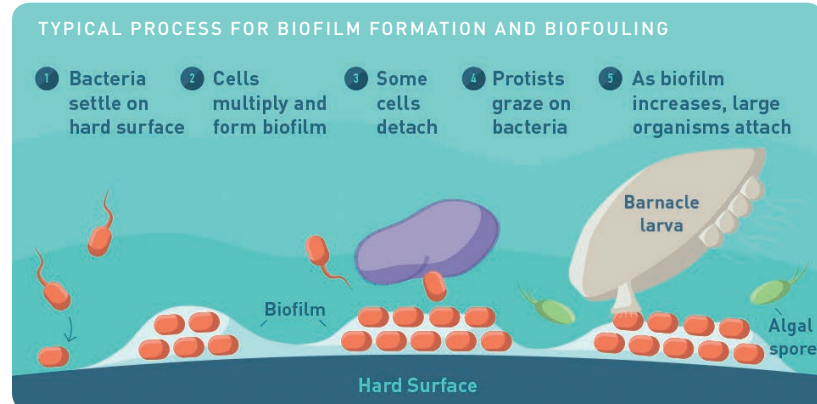 TYPICAL PROCESS FOR BIOFILM FORMATION AND BIOFOULING
1 Bacteria
settle on
hard surface
2 Cells
multiply and
form biofilm
3 Some
cells
detach
4 Protists
graze on
bacteria
5 As biofilm
increases, large
organisms attach
Barnacle
larva
Biofilm
Algal
spore
Hard Surface